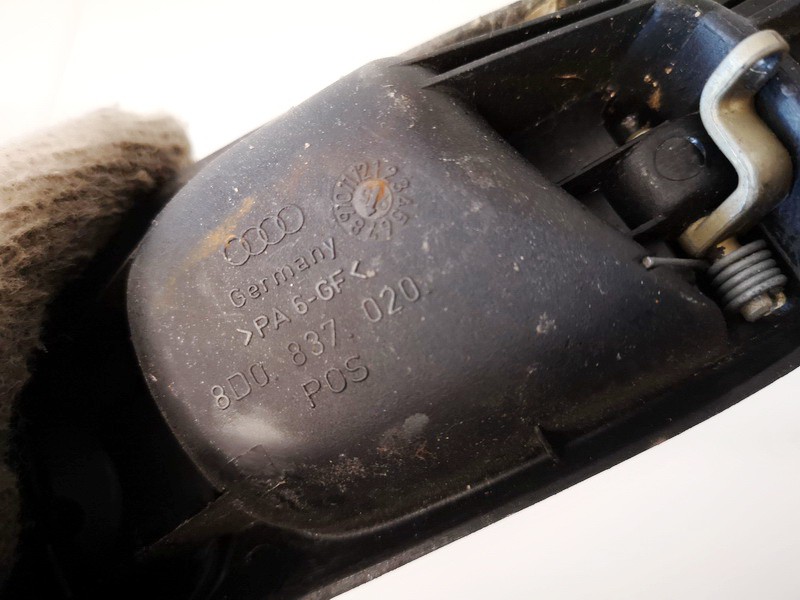 Germany
>PA 6-GF<
8D0. 837. 020.
POS